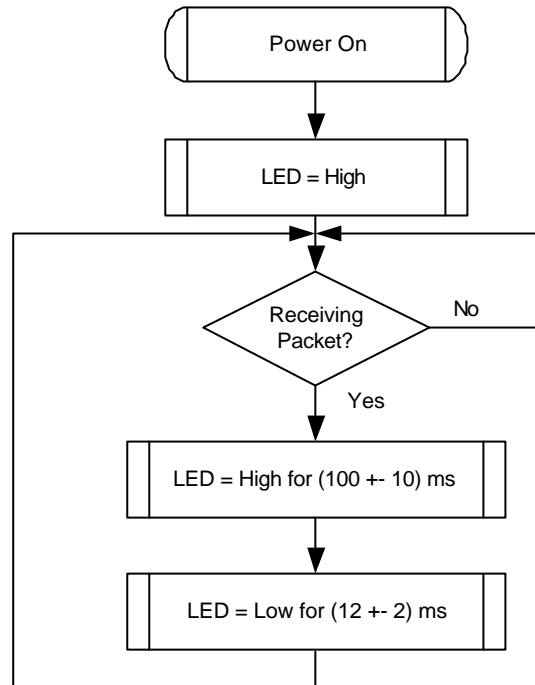 Power On
LED = High
Receiving
Packet?
No
Yes
LED = High for (100 +- 10) ms
LED = Low for (12 +- 2) ms